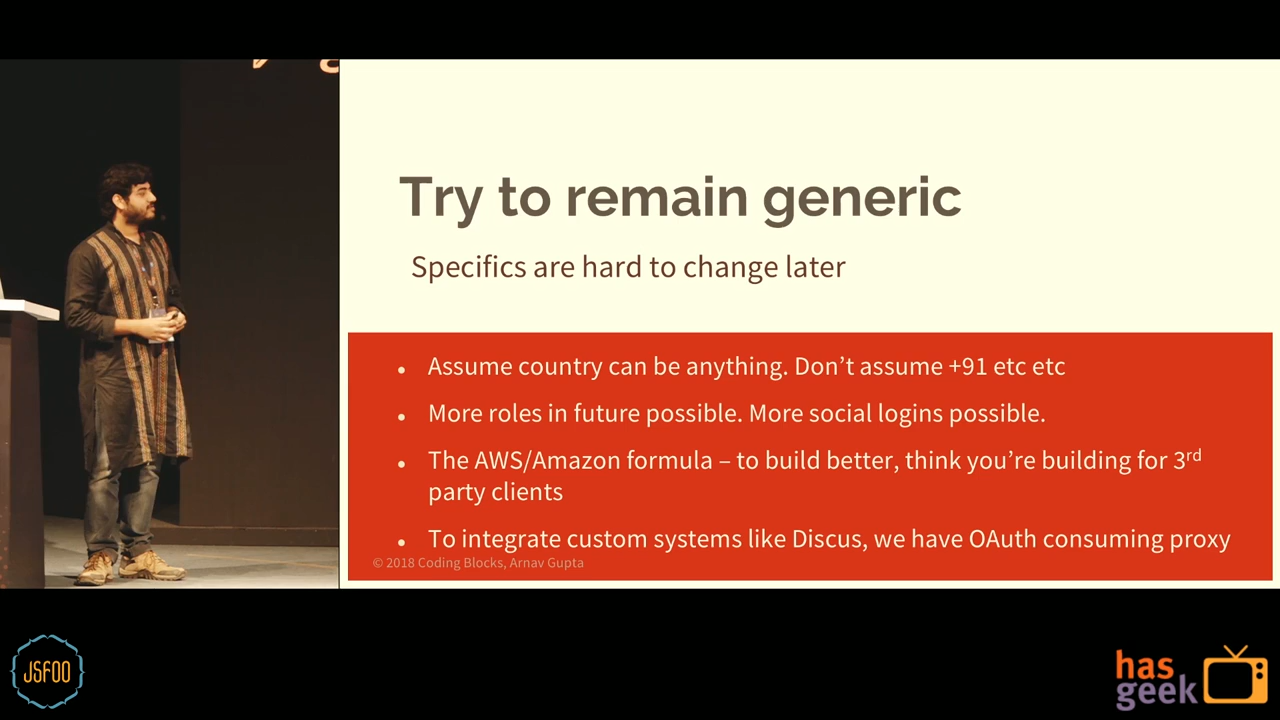 Try to remain generic
Specifics are hard to change later
• Assume country can be anything. Don’t assume +91 etc etc
• More roles in future possible. More social logins possible.
• The AWS/Amazon formula – to build better, think you’re building for 3rd
party clients
• To integrate custom systems like Discus, we have OAuth consuming proxy
© 2018 Coding Blocks, Arnav Gupta
JSFOO
has
geek